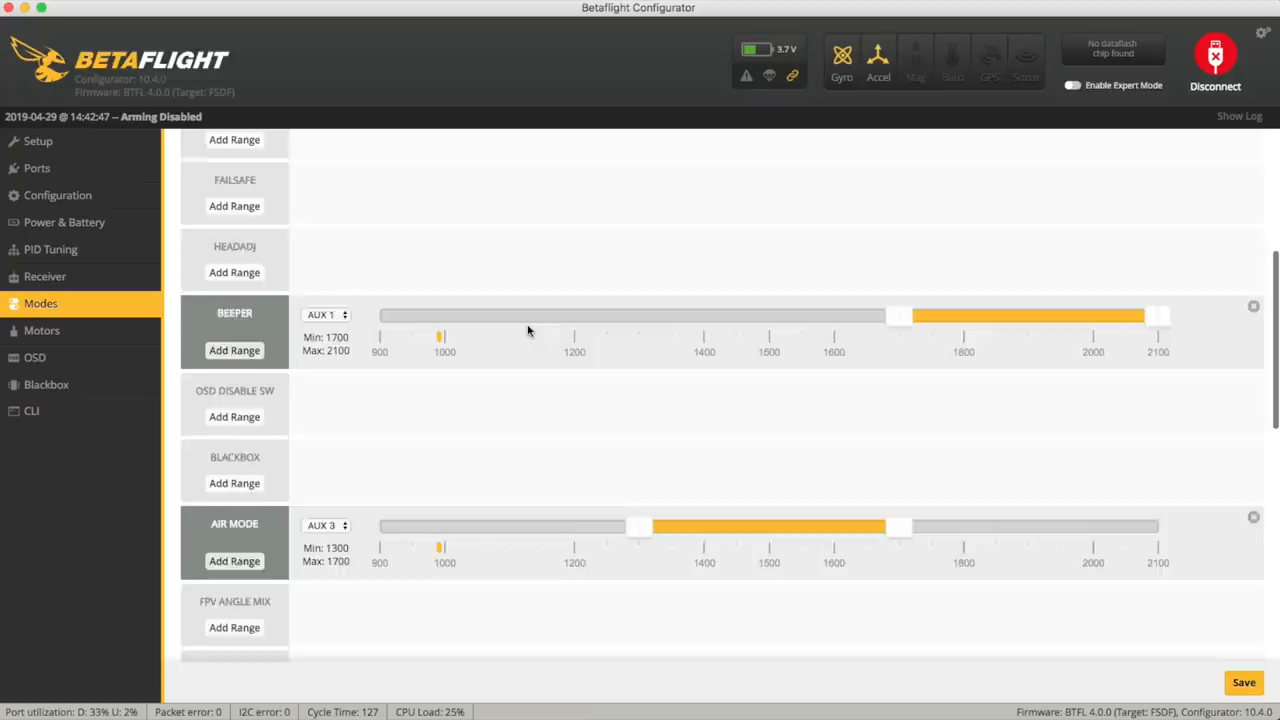 Betaflight Configurator
BETAFLIGHT
Configurator: 10.4.0
Firmware: BTFL 4.0.0 (Target: FSDF)
3.7 V
Gyro
Accel
Mag
Baro
GPS
Sonar
No dataflash
chip found
Enable Expert Mode
Disconnect
2019-04-29 @ 14:42:47 -- Arming Disabled
Show Log
Setup
Ports
Configuration
Power & Battery
PID Tuning
Receiver
Modes
Motors
OSD
Blackbox
CLI
Add Range
FAILSAFE
Add Range
HEADADJ
Add Range
BEEPER
Add Range
AUX 1
Min: 1700
Max: 2100
900 1000 1200 1400 1500 1600 1800 2000 2100
OSD DISABLE SW
Add Range
BLACKBOX
Add Range
AIR MODE
Add Range
AUX 3
Min: 1300
Max: 1700
900 1000 1200 1400 1500 1600 1800 2000 2100
FPV ANGLE MIX
Add Range
Save
Port utilization: D: 33% U: 2%
Packet error: 0
I2C error: 0
Cycle Time: 127
CPU Load: 25%
Firmware: BTFL 4.0.0 (Target: FSDF), Configurator: 10.4.0